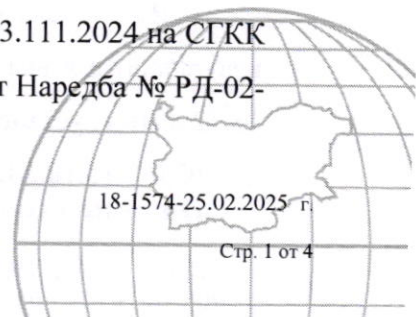 3.111.2024 на СГКК
т Наредба № РД-02-
18-1574-25.02.2025 г.
Стр. 1 от 4